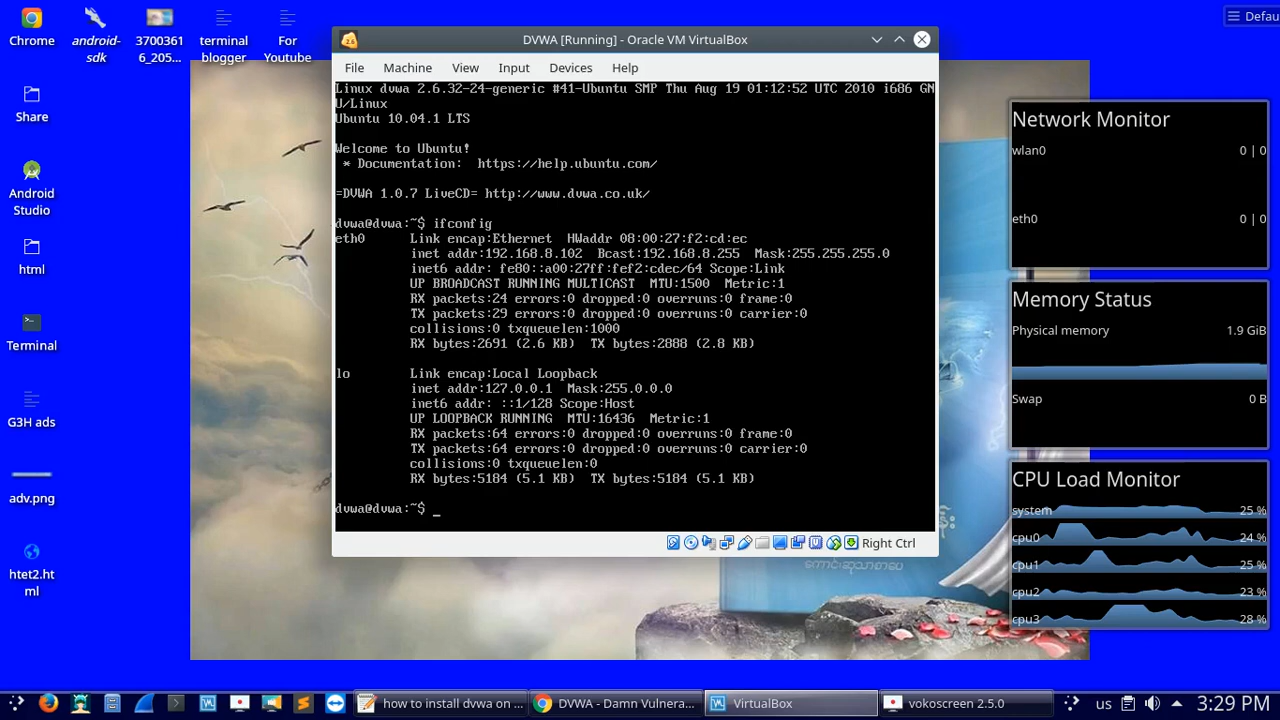 Chrome
android-sdk
3700361
6_205...
terminal
blogger
For
Youtube
Share
Android
Studio
html
Terminal
G3H ads
adv.png
htet2.ht
ml
DVWA [Running] - Oracle VM VirtualBox
File Machine View Input Devices Help
Linux dvwa 2.6.32-24-generic #41-Ubuntu SMP Thu Aug 19 01:12:52 UTC 2010 i686 GN
U/Linux
Ubuntu 10.04.1 LTS
Welcome to Ubuntu!
* Documentation: https://help.ubuntu.com/
=DVWA 1.0.7 LiveCD= http://www.dvwa.co.uk/
dvwa@dvwa:~$ ifconfig
eth0 Link encap:Ethernet HWaddr 08:00:27:f2:cd:ec
inet addr:192.168.8.102 Bcast:192.168.8.255 Mask:255.255.255.0
inet6 addr: fe80::a00:27ff:fef2:cdec/64 Scope:Link
UP BROADCAST RUNNING MULTICAST MTU:1500 Metric:1
RX packets:24 errors:0 dropped:0 overruns:0 frame:0
TX packets:29 errors:0 dropped:0 overruns:0 carrier:0
collisions:0 txqueuelen:1000
RX bytes:2691 (2.6 KB) TX bytes:2888 (2.8 KB)
lo Link encap:Local Loopback
inet addr:127.0.0.1 Mask:255.0.0.0
inet6 addr: ::1/128 Scope:Host
UP LOOPBACK RUNNING MTU:16436 Metric:1
RX packets:64 errors:0 dropped:0 overruns:0 frame:0
TX packets:64 errors:0 dropped:0 overruns:0 carrier:0
collisions:0 txqueuelen:0
RX bytes:5184 (5.1 KB) TX bytes:5184 (5.1 KB)
dvwa@dvwa:~$ _
Right Ctrl
Defau
Network Monitor
wlan0 0 | 0
eth0 0 | 0
Memory Status
Physical memory 1.9 GiB
Swap 0 B
CPU Load Monitor
system 25 %
cpu0 24 %
cpu1 25 %
cpu2 23 %
cpu3 28 %
how to install dvwa on ...
DVWA - Damn Vulnera...
VirtualBox
vokoscreen 2.5.0
us
3:29 PM